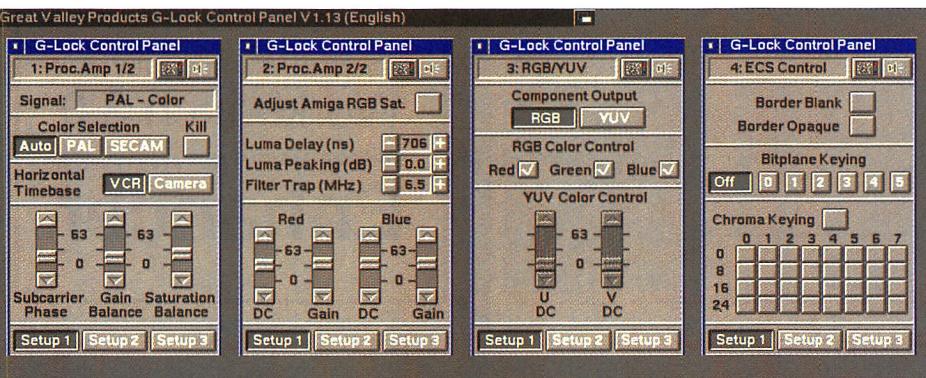 Great Valley Products G-Lock Control Panel V1.13 (English)
G-Lock Control Panel
1: Proc.Amp 1/2
Signal: PAL - Color
Color Selection Kill
Auto PAL SECAM
Horizontal Timebase VCR Camera
63 63
0 0
Subcarrier Phase Gain Balance Saturation Balance
Setup 1 Setup 2 Setup 3
G-Lock Control Panel
2: Proc.Amp 2/2
Adjust Amiga RGB Sat.
Luma Delay (ns) 706
Luma Peaking (dB) 0.0
Filter Trap (MHz) 6.5
Red Blue
63 63
0 0
DC Gain DC Gain
Setup 1 Setup 2 Setup 3
G-Lock Control Panel
3: RGB/YUV
Component Output
RGB YUV
RGB Color Control
Red Green Blue
YUV Color Control
63
0
U DC V DC
Setup 1 Setup 2 Setup 3
G-Lock Control Panel
4: ECS Control
Border Blank
Border Opaque
Bitplane Keying
Off 0 1 2 3 4 5
Chroma Keying
0 1 2 3 4 5 6 7
0
8
16
24
Setup 1 Setup 2 Setup 3